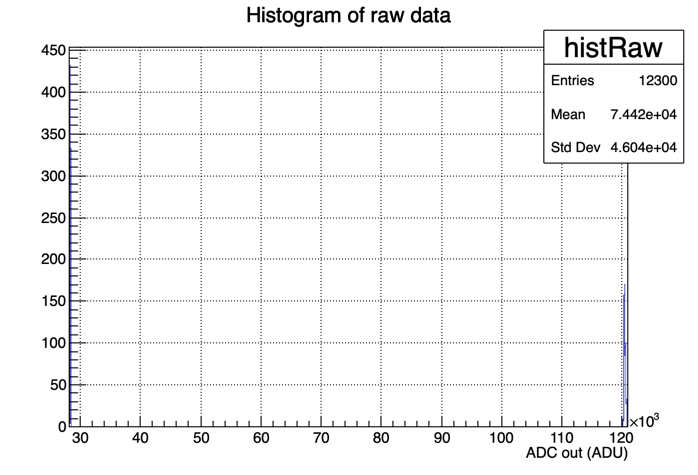 Histogram of raw data
histRaw
Entries 12300
Mean 7.442e+04
Std Dev 4.604e+04
450
400
350
300
250
200
150
100
50
0
30 40 50 60 70 80 90 100 110 120
×10³
ADC out (ADU)